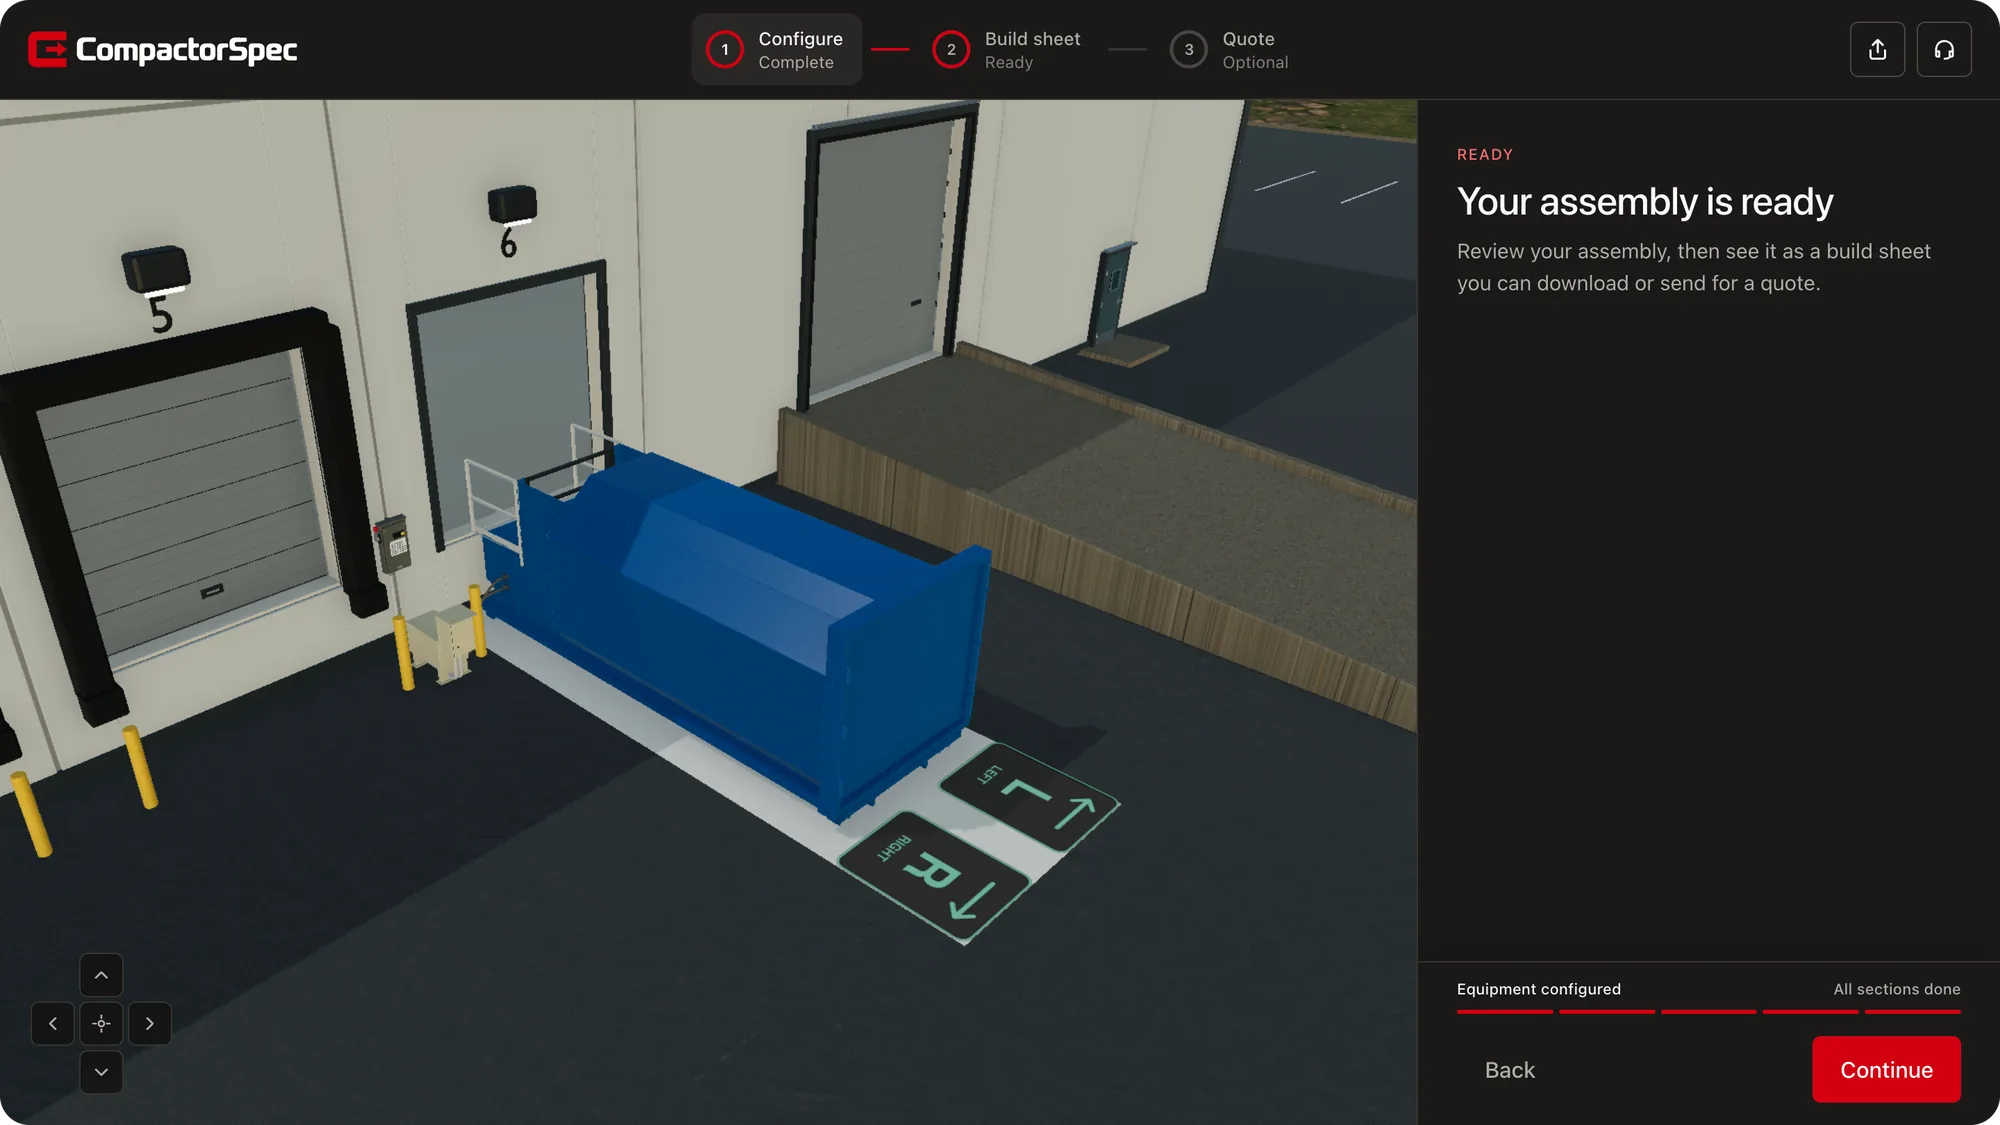 CompactorSpec
1
Configure
Complete
2
Build sheet
Ready
3
Quote
Optional
5
6
LEFT
L
RIGHT
R
READY
Your assembly is ready
Review your assembly, then see it as a build sheet
you can download or send for a quote.
Equipment configured
All sections done
Back
Continue